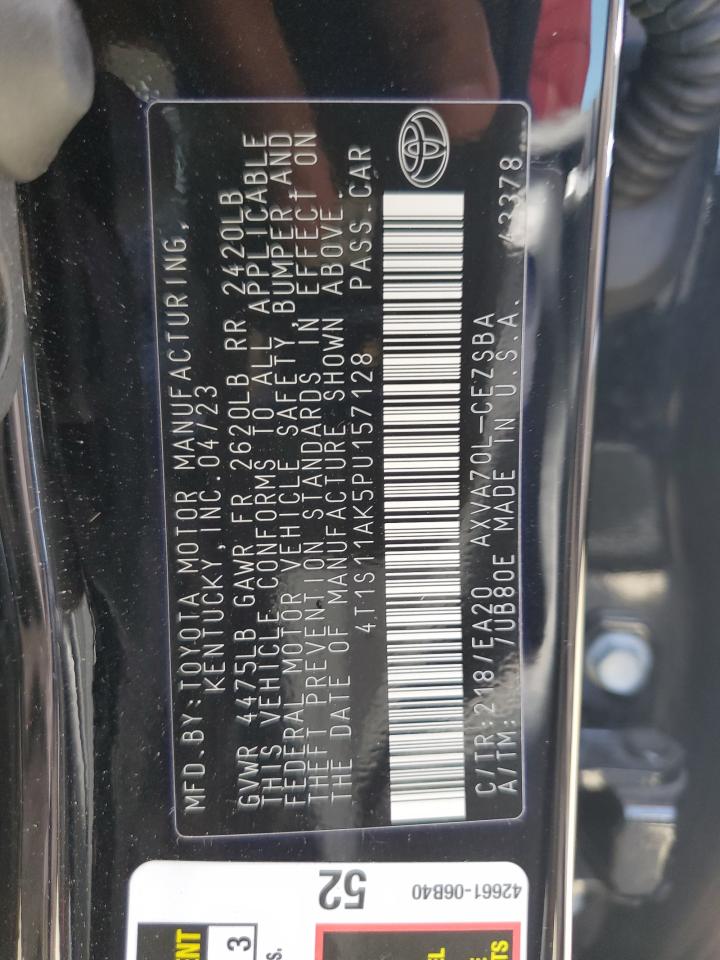 MFD.BY:TOYOTA MOTOR MANUFACTURING,
KENTUCKY, INC. 04/23
GVWR 4475LB GAWR FR 2620LB RR 2420LB
THIS VEHICLE CONFORMS TO ALL APPLICABLE
FEDERAL MOTOR VEHICLE SAFETY, BUMPER, AND
THEFT PREVENTION STANDARDS IN EFFECT ON
THE DATE OF MANUFACTURE SHOWN ABOVE.
4T1S11AK5PU157128 PASS.CAR
C/TR:218/EA20 AXVA70L-CEZSBA 43378
A/TM: UB80E MADE IN U.S.A.
52
42661-06B40
3